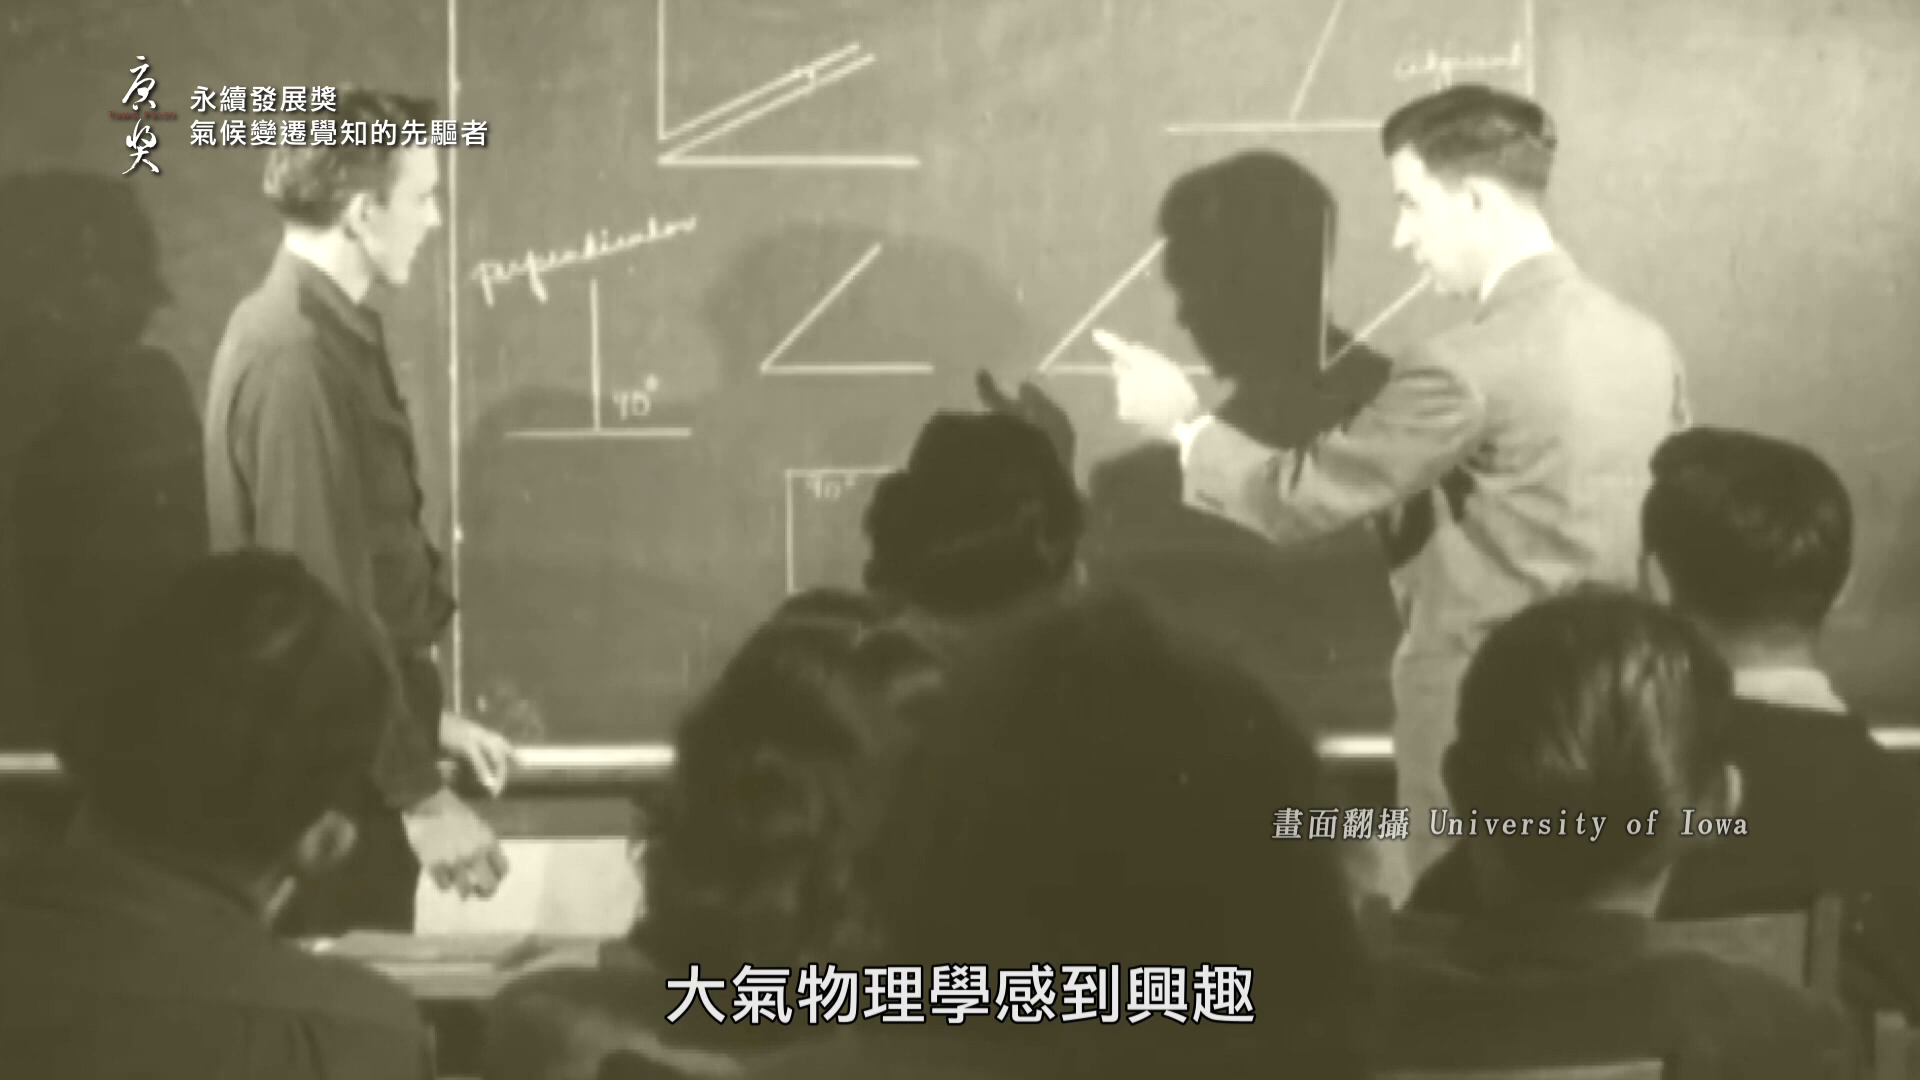 唐獎
永續發展獎
氣候變遷覺知的先驅者
adjacent
perpendicular
90°
90°
畫面翻攝 University of Iowa
大氣物理學感到興趣